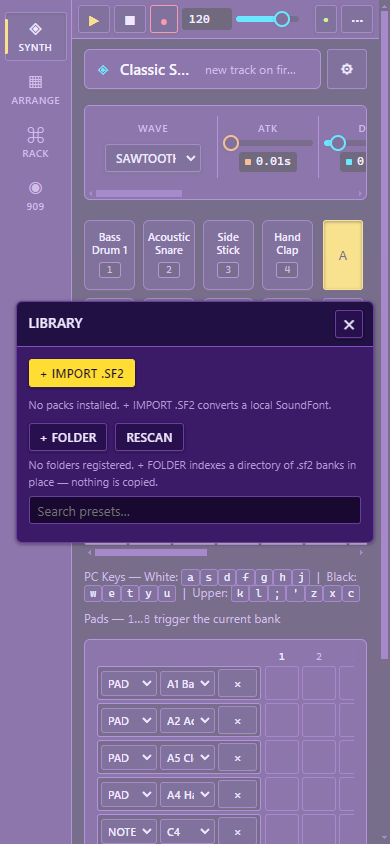 120
...
SYNTH
ARRANGE
RACK
909
Classic S... new track on fir...
WAVE ATK D
SAWTOOTH 0.01s 0
Bass Drum 1
1
Acoustic Snare
2
Side Stick
3
Hand Clap
4
A
LIBRARY
+ IMPORT .SF2
No packs installed. + IMPORT .SF2 converts a local SoundFont.
+ FOLDER RESCAN
No folders registered. + FOLDER indexes a directory of .sf2 banks in
place — nothing is copied.
Search presets...
PC Keys — White: a s d f g h j | Black:
w e t y u | Upper: k l ; ' z x c
Pads — 1...8 trigger the current bank
1 2
PAD A1 Ba ×
PAD A2 Ac ×
PAD A5 Cl ×
PAD A4 Ha ×
NOTE C4 ×